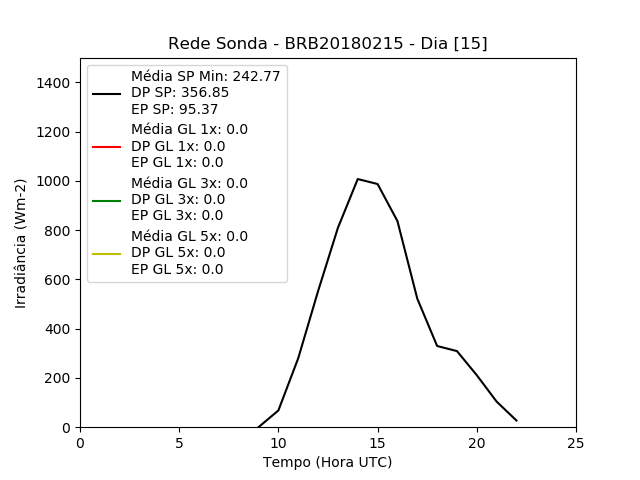 Rede Sonda - BRB20180215 - Dia [15]
Média SP Min: 242.77
DP SP: 356.85
EP SP: 95.37
Média GL 1x: 0.0
DP GL 1x: 0.0
EP GL 1x: 0.0
Média GL 3x: 0.0
DP GL 3x: 0.0
EP GL 3x: 0.0
Média GL 5x: 0.0
DP GL 5x: 0.0
EP GL 5x: 0.0
Irradiância (Wm-2)
1400
1200
1000
800
600
400
200
0
0 5 10 15 20 25
Tempo (Hora UTC)